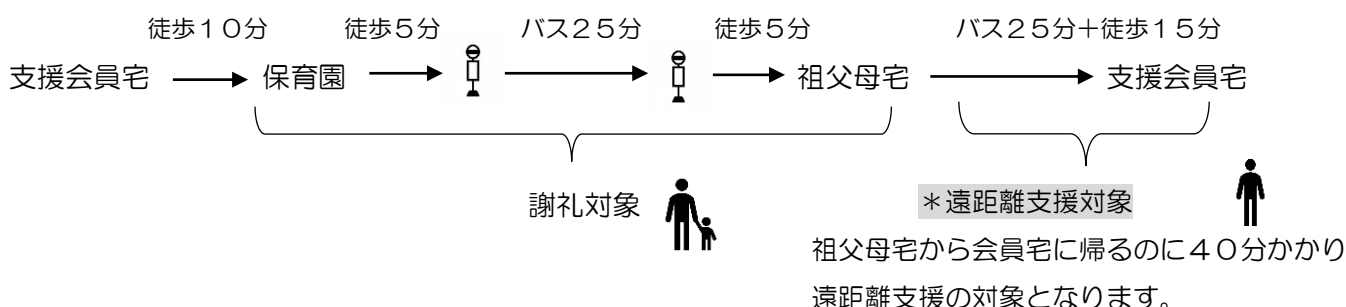 徒歩１０分 徒歩５分 バス２５分 徒歩５分 バス２５分＋徒歩１５分
支援会員宅 保育園 祖父母宅 支援会員宅
謝礼対象
＊遠距離支援対象
祖父母宅から会員宅に帰るのに４０分かかり
遠距離支援の対象となります。